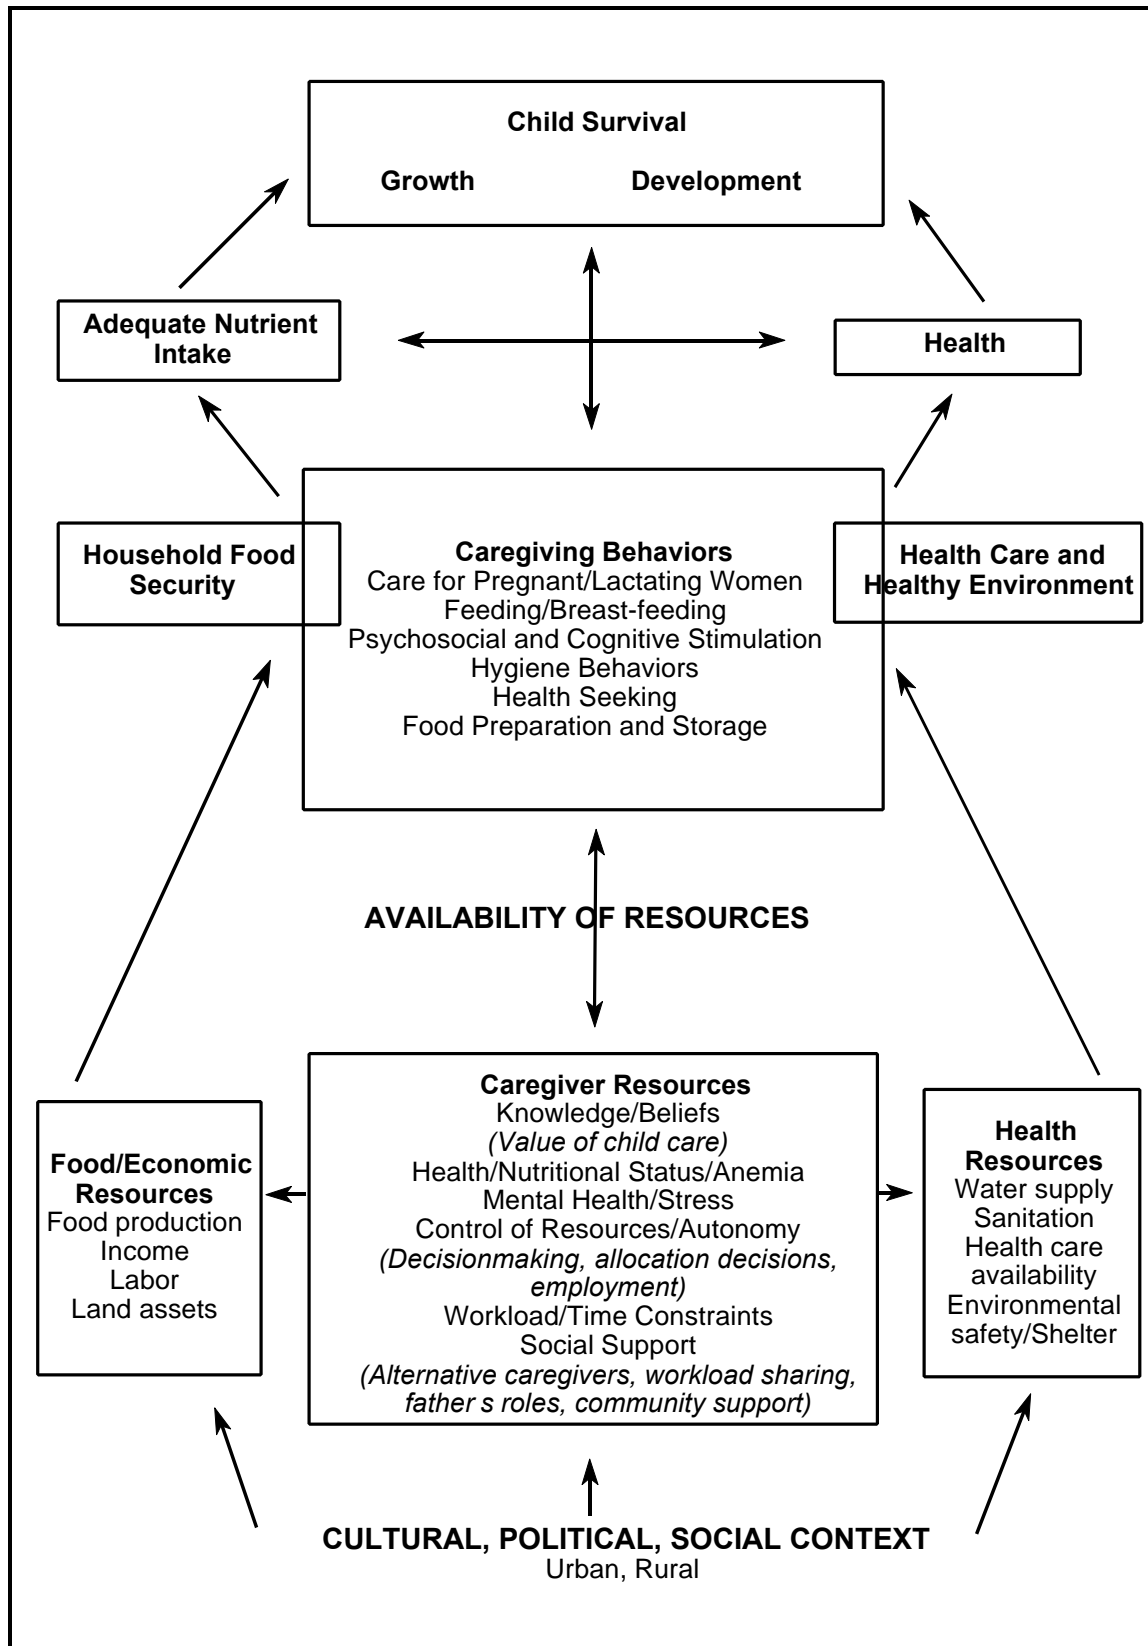 Child Survival
Growth Development
Adequate Nutrient
Intake
Health
Household Food
Security
Caregiving Behaviors
Care for Pregnant/Lactating Women
Feeding/Breast-feeding
Psychosocial and Cognitive Stimulation
Hygiene Behaviors
Health Seeking
Food Preparation and Storage
Health Care and
Healthy Environment
AVAILABILITY OF RESOURCES
Food/Economic
Resources
Food production
Income
Labor
Land assets
Caregiver Resources
Knowledge/Beliefs
(Value of child care)
Health/Nutritional Status/Anemia
Mental Health/Stress
Control of Resources/Autonomy
(Decisionmaking, allocation decisions,
employment)
Workload/Time Constraints
Social Support
(Alternative caregivers, workload sharing,
father s roles, community support)
Health
Resources
Water supply
Sanitation
Health care
availability
Environmental
safety/Shelter
CULTURAL, POLITICAL, SOCIAL CONTEXT
Urban, Rural